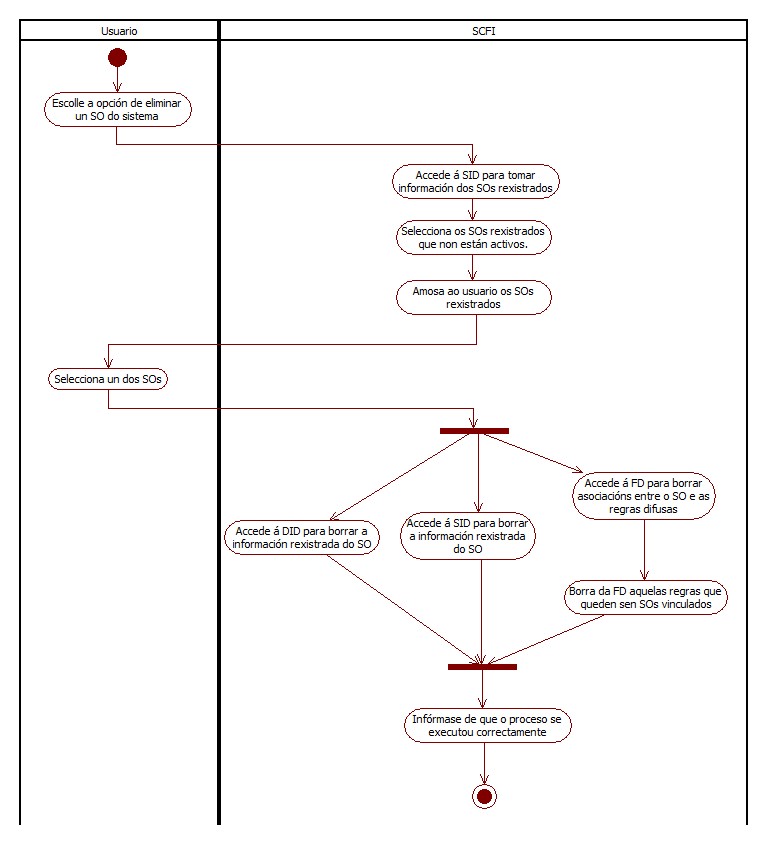 Usuario
SCFI
Escolle a opción de eliminar
un SO do sistema
Accede á SID para tomar
información dos SOs rexistrados
Selecciona os SOs rexistrados
que non están activos.
Amosa ao usuario os SOs
rexistrados
Selecciona un dos SOs
Accede á DID para borrar a
información rexistrada do SO
Accede á SID para borrar
a información rexistrada
do SO
Accede á FD para borrar
asociacións entre o SO e as
regras difusas
Borra da FD aquelas regras que
queden sen SOs vinculados
Infórmase de que o proceso se
executou correctamente